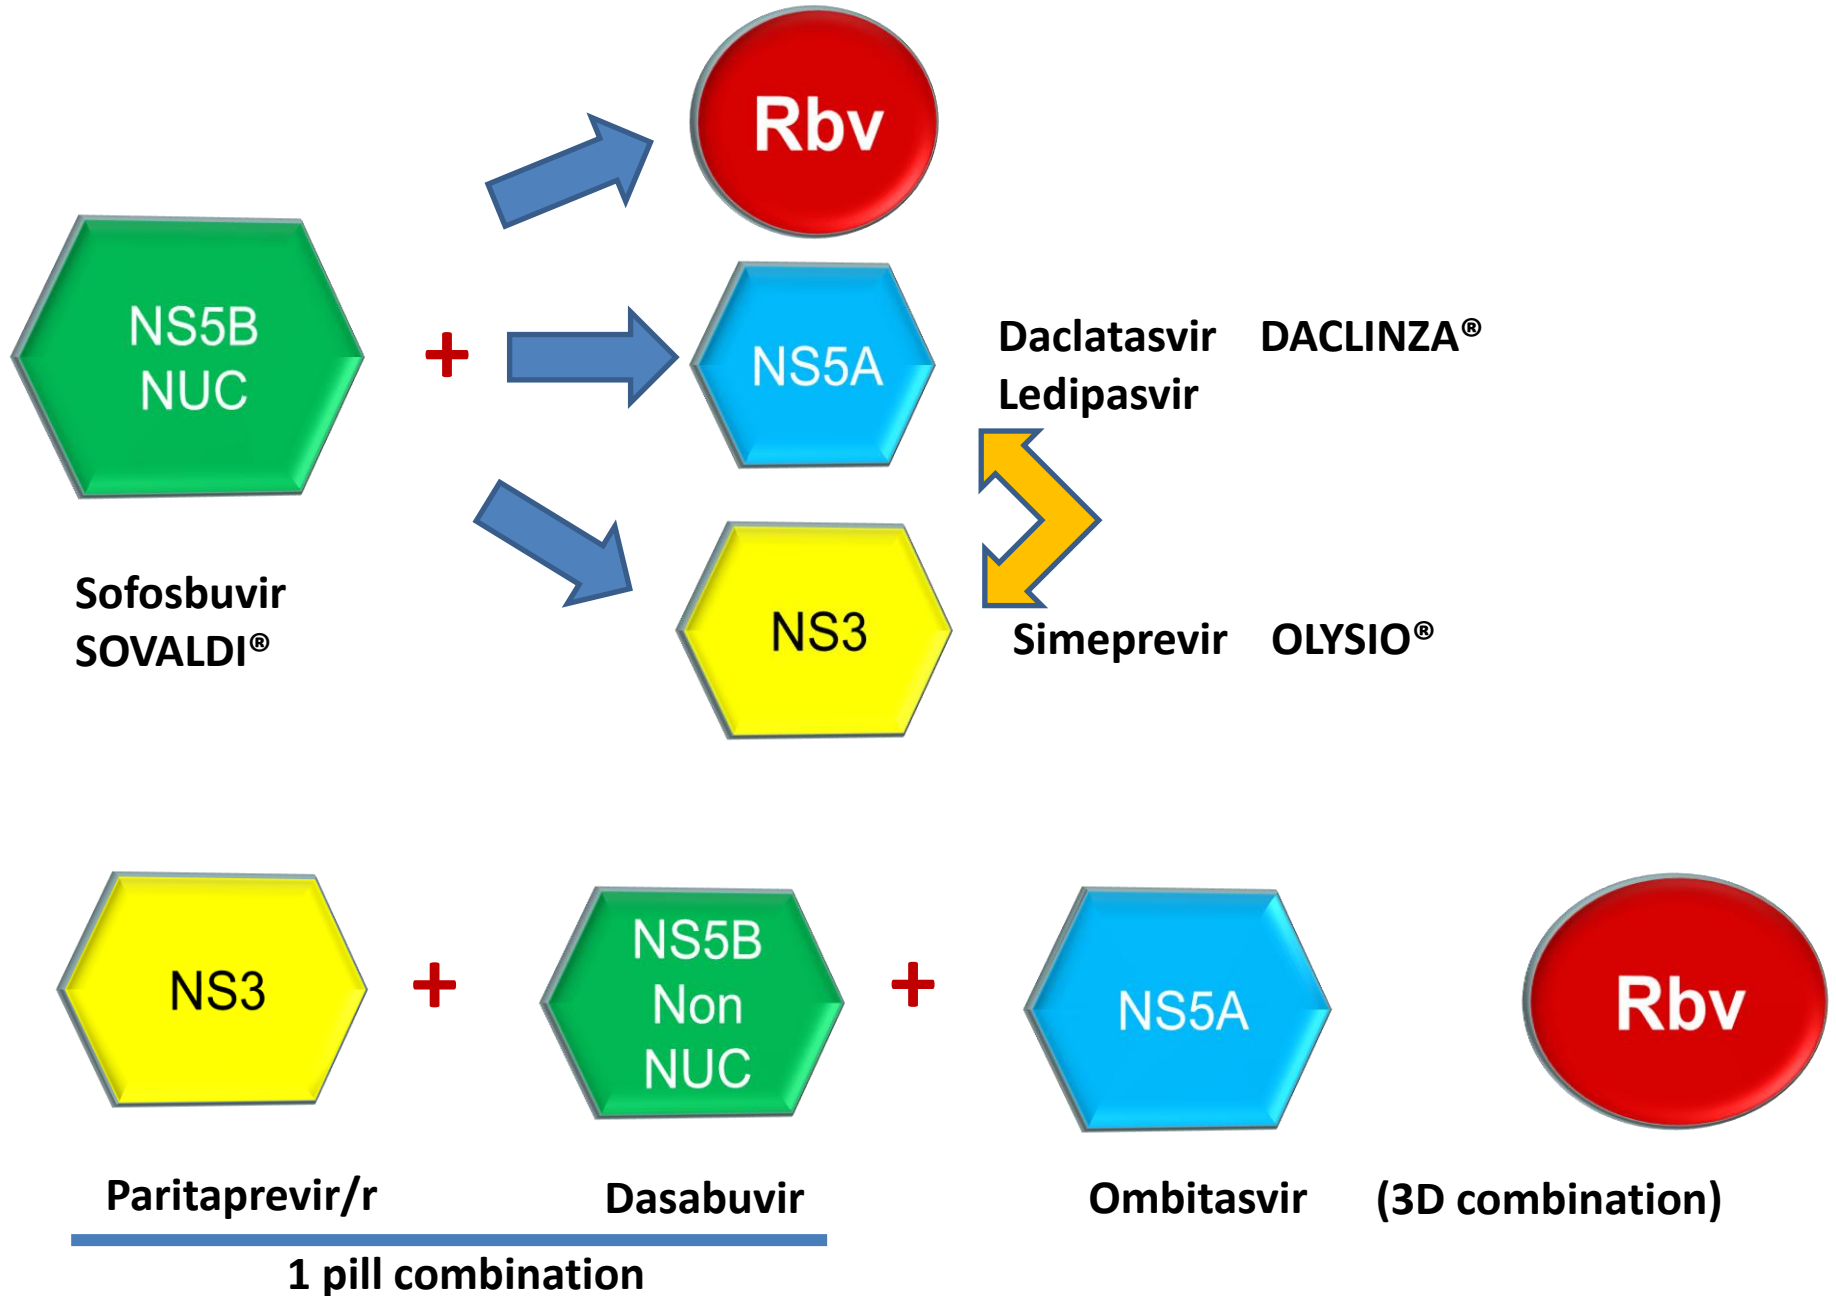 Rbv
NS5B
NUC
+
NS5A
Daclatasvir DACLINZA®
Ledipasvir
Sofosbuvir
SOVALDI®
NS3
Simeprevir OLYSIO®
NS3
+
NS5B
Non
NUC
+
NS5A
Rbv
Paritaprevir/r
Dasabuvir
Ombitasvir
(3D combination)
1 pill combination